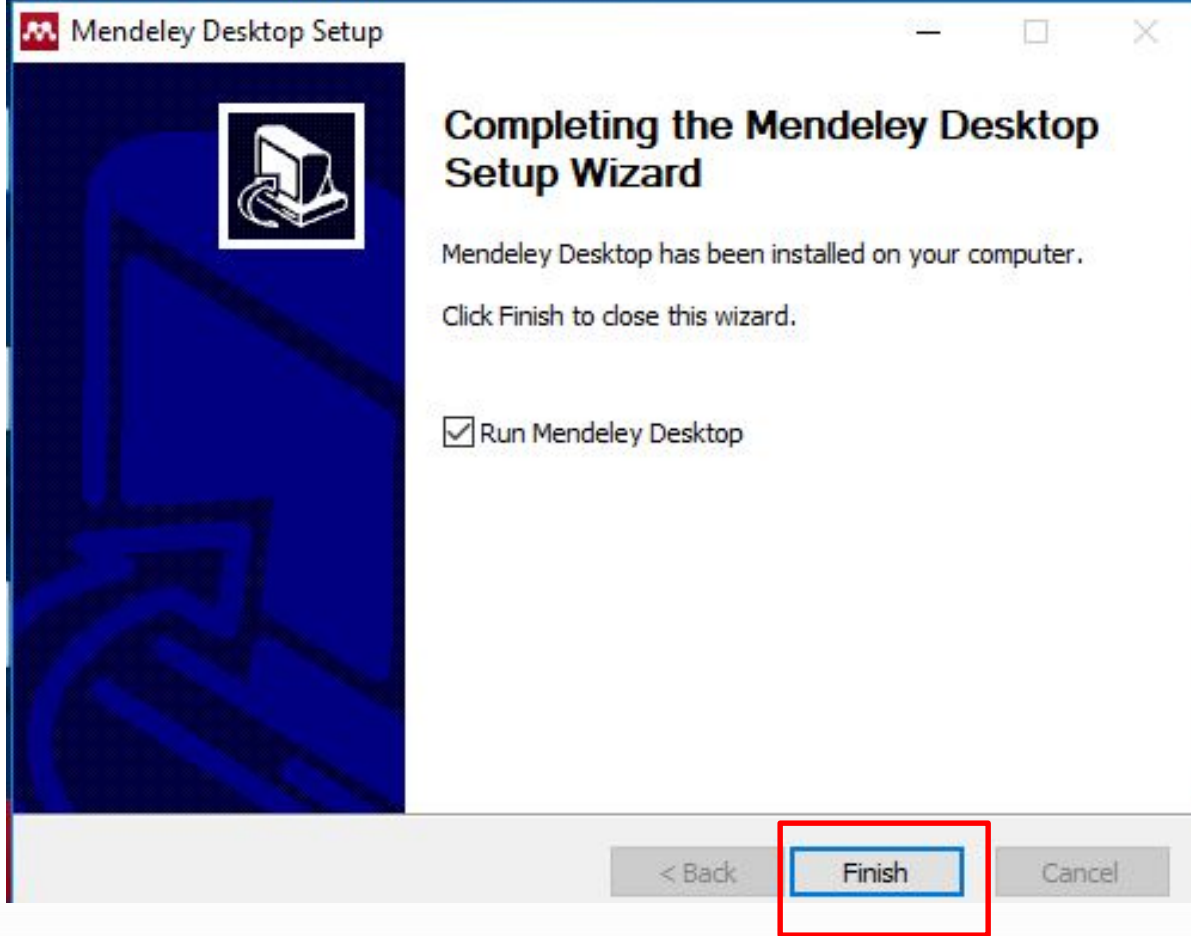 Mendeley Desktop Setup
Completing the Mendeley Desktop
Setup Wizard
Mendeley Desktop has been installed on your computer.
Click Finish to close this wizard.
Run Mendeley Desktop
< Back Finish Cancel